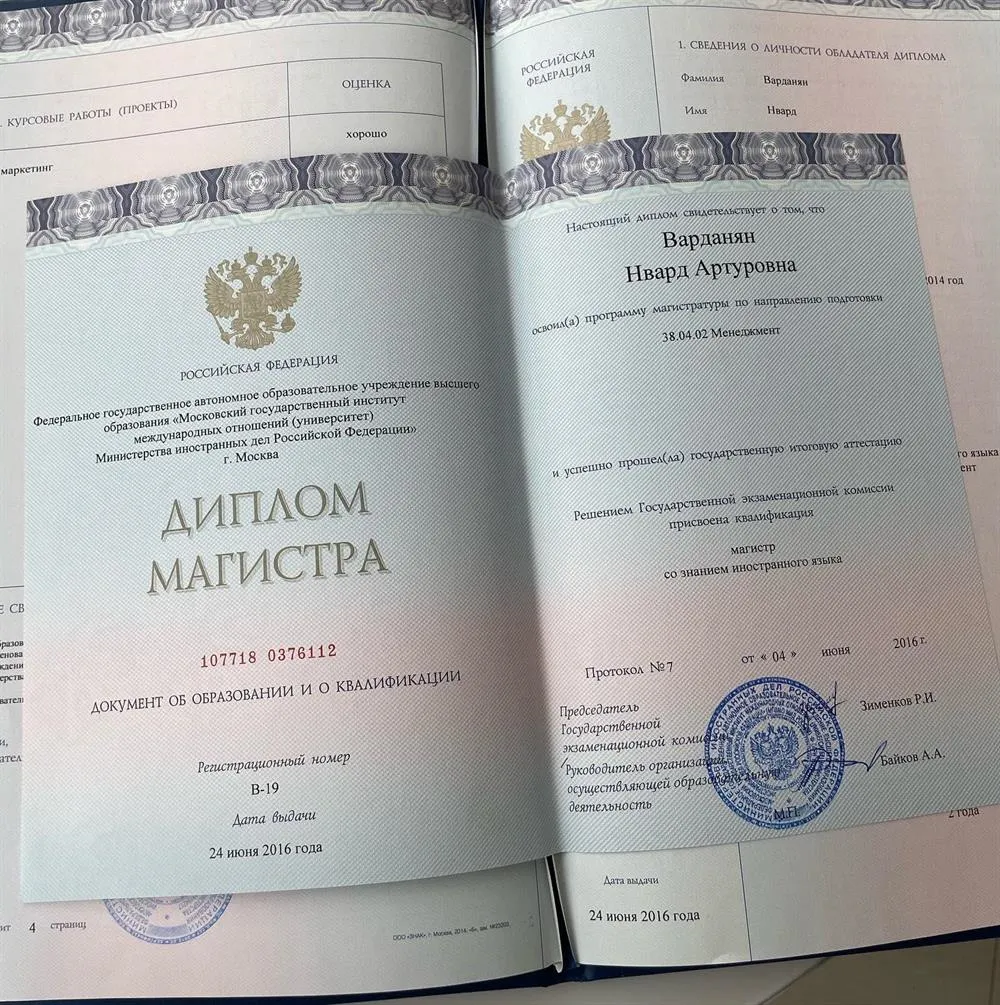 КУРСОВЫЕ РАБОТЫ (ПРОЕКТЫ)
ОЦЕНКА
маркетинг
хорошо
РОССИЙСКАЯ
ФЕДЕРАЦИЯ
1. СВЕДЕНИЯ О ЛИЧНОСТИ ОБЛАДАТЕЛЯ ДИПЛОМА
Фамилия Варданян
Имя Нвард
2014 год
РОССИЙСКАЯ ФЕДЕРАЦИЯ
Федеральное государственное автономное образовательное учреждение высшего
образования «Московский государственный институт
международных отношений (университет)
Министерства иностранных дел Российской Федерации»
г. Москва
ДИПЛОМ
МАГИСТРА
107718 0376112
ДОКУМЕНТ ОБ ОБРАЗОВАНИИ И О КВАЛИФИКАЦИИ
Регистрационный номер
В-19
Дата выдачи
24 июня 2016 года
Настоящий диплом свидетельствует о том, что
Варданян
Нвард Артуровна
освоил(а) программу магистратуры по направлению подготовки
38.04.02 Менеджмент
и успешно прошел(ла) государственную итоговую аттестацию
Решением Государственной экзаменационной комиссии
присвоена квалификация
магистр
со знанием иностранного языка
Протокол № 7 от « 04 » июня 2016 г.
Председатель
Государственной
экзаменационной комиссии
Зименков Р.И.
Руководитель организации,
осуществляющей образовательную
деятельность
Байков А.А.
М.П.
языка
2 года
Дата выдачи
24 июня 2016 года
4 страниц
ООО «ЗНАК», г. Москва, 2014, «Б»